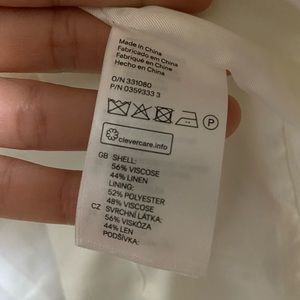 Made in China
Fabricado em China
Fabriqué en Chine
Hecho en China
O/N 331080
P/N 0359333 3
P
clevercare.info
GB SHELL:
56% VISCOSE
44% LINEN
LINING:
52% POLYESTER
48% VISCOSE
CZ SVRCHNÍ LÁTKA:
56% VISKÓZA
44% LEN
PODŠÍVKA: